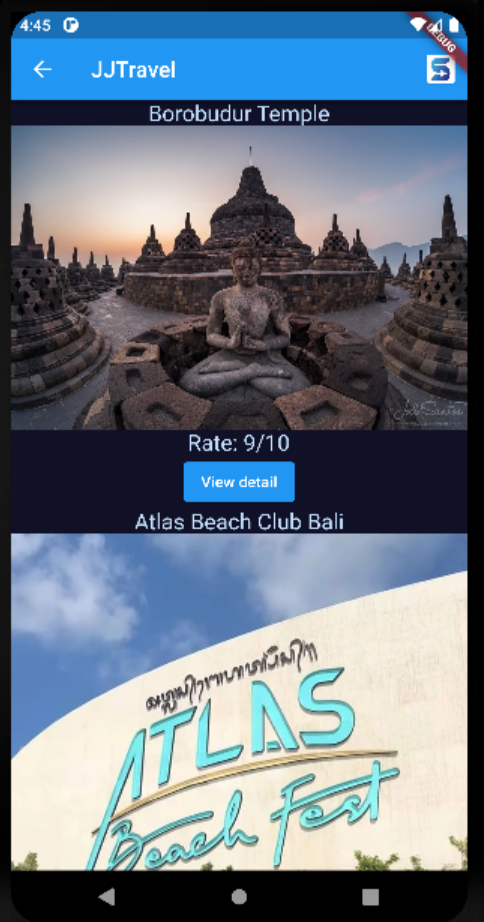 4:45
DEBUG
JJTravel
Borobudur Temple
Rate: 9/10
View detail
Atlas Beach Club Bali
ATLAS
Beach Fest